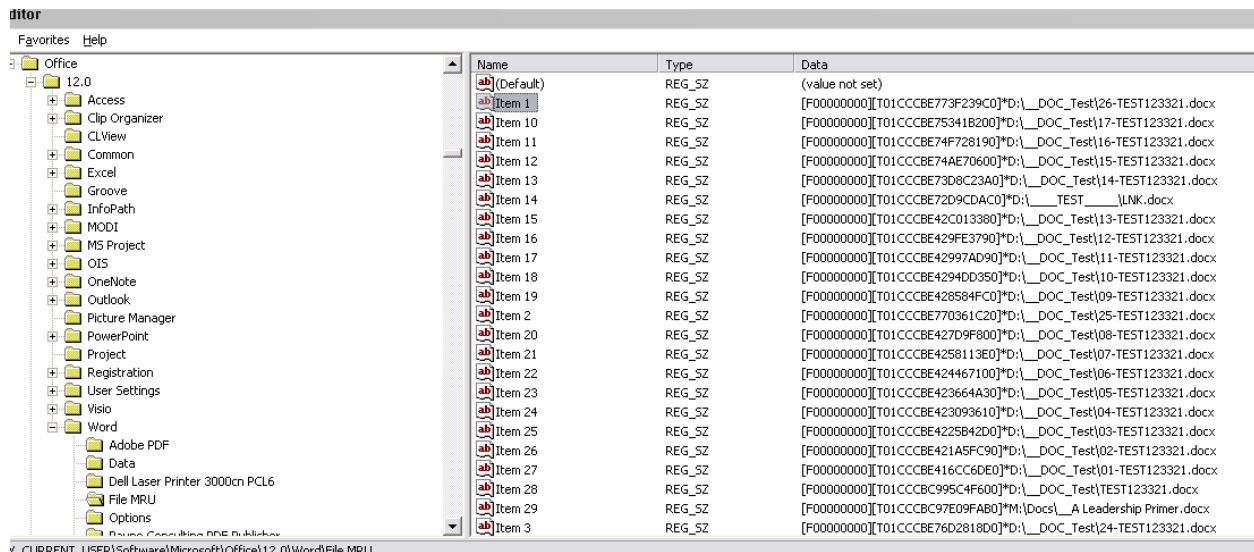 ditor
Favorites Help
Office
12.0
Access
Clip Organizer
CLView
Common
Excel
Groove
InfoPath
MODI
MS Project
OIS
OneNote
Outlook
Picture Manager
PowerPoint
Project
Registration
User Settings
Visio
Word
Adobe PDF
Data
Dell Laser Printer 3000cn PCL6
File MRU
Options
Name Type Data
(Default) REG_SZ (value not set)
Item 1 REG_SZ [F00000000][T01CCCBE773F239C0]*D:\__DOC_Test\26-TEST123321.docx
Item 10 REG_SZ [F00000000][T01CCCBE75341B200]*D:\__DOC_Test\17-TEST123321.docx
Item 11 REG_SZ [F00000000][T01CCCBE74F728190]*D:\__DOC_Test\16-TEST123321.docx
Item 12 REG_SZ [F00000000][T01CCCBE74AE70600]*D:\__DOC_Test\15-TEST123321.docx
Item 13 REG_SZ [F00000000][T01CCCBE73D8C23A0]*D:\__DOC_Test\14-TEST123321.docx
Item 14 REG_SZ [F00000000][T01CCCBE72D9CDAC0]*D:\____TEST_____\LNK.docx
Item 15 REG_SZ [F00000000][T01CCCBE42C013380]*D:\__DOC_Test\13-TEST123321.docx
Item 16 REG_SZ [F00000000][T01CCCBE429FE3790]*D:\__DOC_Test\12-TEST123321.docx
Item 17 REG_SZ [F00000000][T01CCCBE42997AD90]*D:\__DOC_Test\11-TEST123321.docx
Item 18 REG_SZ [F00000000][T01CCCBE4294DD350]*D:\__DOC_Test\10-TEST123321.docx
Item 19 REG_SZ [F00000000][T01CCCBE428584FC0]*D:\__DOC_Test\09-TEST123321.docx
Item 2 REG_SZ [F00000000][T01CCCBE770361C20]*D:\__DOC_Test\25-TEST123321.docx
Item 20 REG_SZ [F00000000][T01CCCBE427D9F800]*D:\__DOC_Test\08-TEST123321.docx
Item 21 REG_SZ [F00000000][T01CCCBE4258113E0]*D:\__DOC_Test\07-TEST123321.docx
Item 22 REG_SZ [F00000000][T01CCCBE424467100]*D:\__DOC_Test\06-TEST123321.docx
Item 23 REG_SZ [F00000000][T01CCCBE423664A30]*D:\__DOC_Test\05-TEST123321.docx
Item 24 REG_SZ [F00000000][T01CCCBE423093610]*D:\__DOC_Test\04-TEST123321.docx
Item 25 REG_SZ [F00000000][T01CCCBE4225B42D0]*D:\__DOC_Test\03-TEST123321.docx
Item 26 REG_SZ [F00000000][T01CCCBE421A5FC90]*D:\__DOC_Test\02-TEST123321.docx
Item 27 REG_SZ [F00000000][T01CCCBE416CC6DE0]*D:\__DOC_Test\01-TEST123321.docx
Item 28 REG_SZ [F00000000][T01CCCBC995C4F600]*D:\__DOC_Test\TEST123321.docx
Item 29 REG_SZ [F00000000][T01CCCBC97E09FAB0]*M:\Docs\__A Leadership Primer.docx
Item 3 REG_SZ [F00000000][T01CCCBE76D2818D0]*D:\__DOC_Test\24-TEST123321.docx
Y_CURRENT_USER\Software\Microsoft\Office\12.0\Word\File MRU